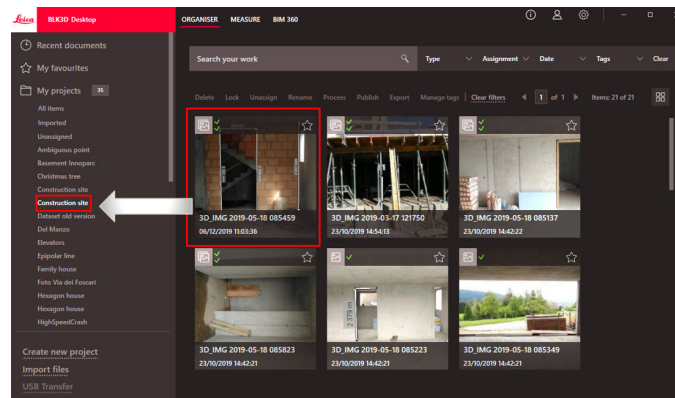 Leica BLK3D Desktop
ORGANISER MEASURE BIM 360
Recent documents
My favourites
My projects 35
All items
Imported
Unassigned
Ambiguous point
Basement Innoparc
Christmas tree
Construction site
Construction site
Dataset old version
Del Manzo
Elevators
Epipolar line
Family house
Foto Via dei Foscari
Hexagon house
Hexagon house
HighSpeedCrash
Create new project
Import files
USB Transfer
Search your work Type Assignment Date Tags Clear
Delete Lock Unassign Rename Process Publish Export Manage tags Clear filters 1 of 1 Items: 21 of 21
3D_IMG 2019-05-18 085459
06/12/2019 11:03:36
3D_IMG 2019-03-17 121750
23/10/2019 14:54:13
3D_IMG 2019-05-18 085137
23/10/2019 14:42:22
3D_IMG 2019-05-18 085823
23/10/2019 14:42:21
2.379 m
3D_IMG 2019-05-18 085223
23/10/2019 14:42:21
3D_IMG 2019-05-18 085349
23/10/2019 14:42:21